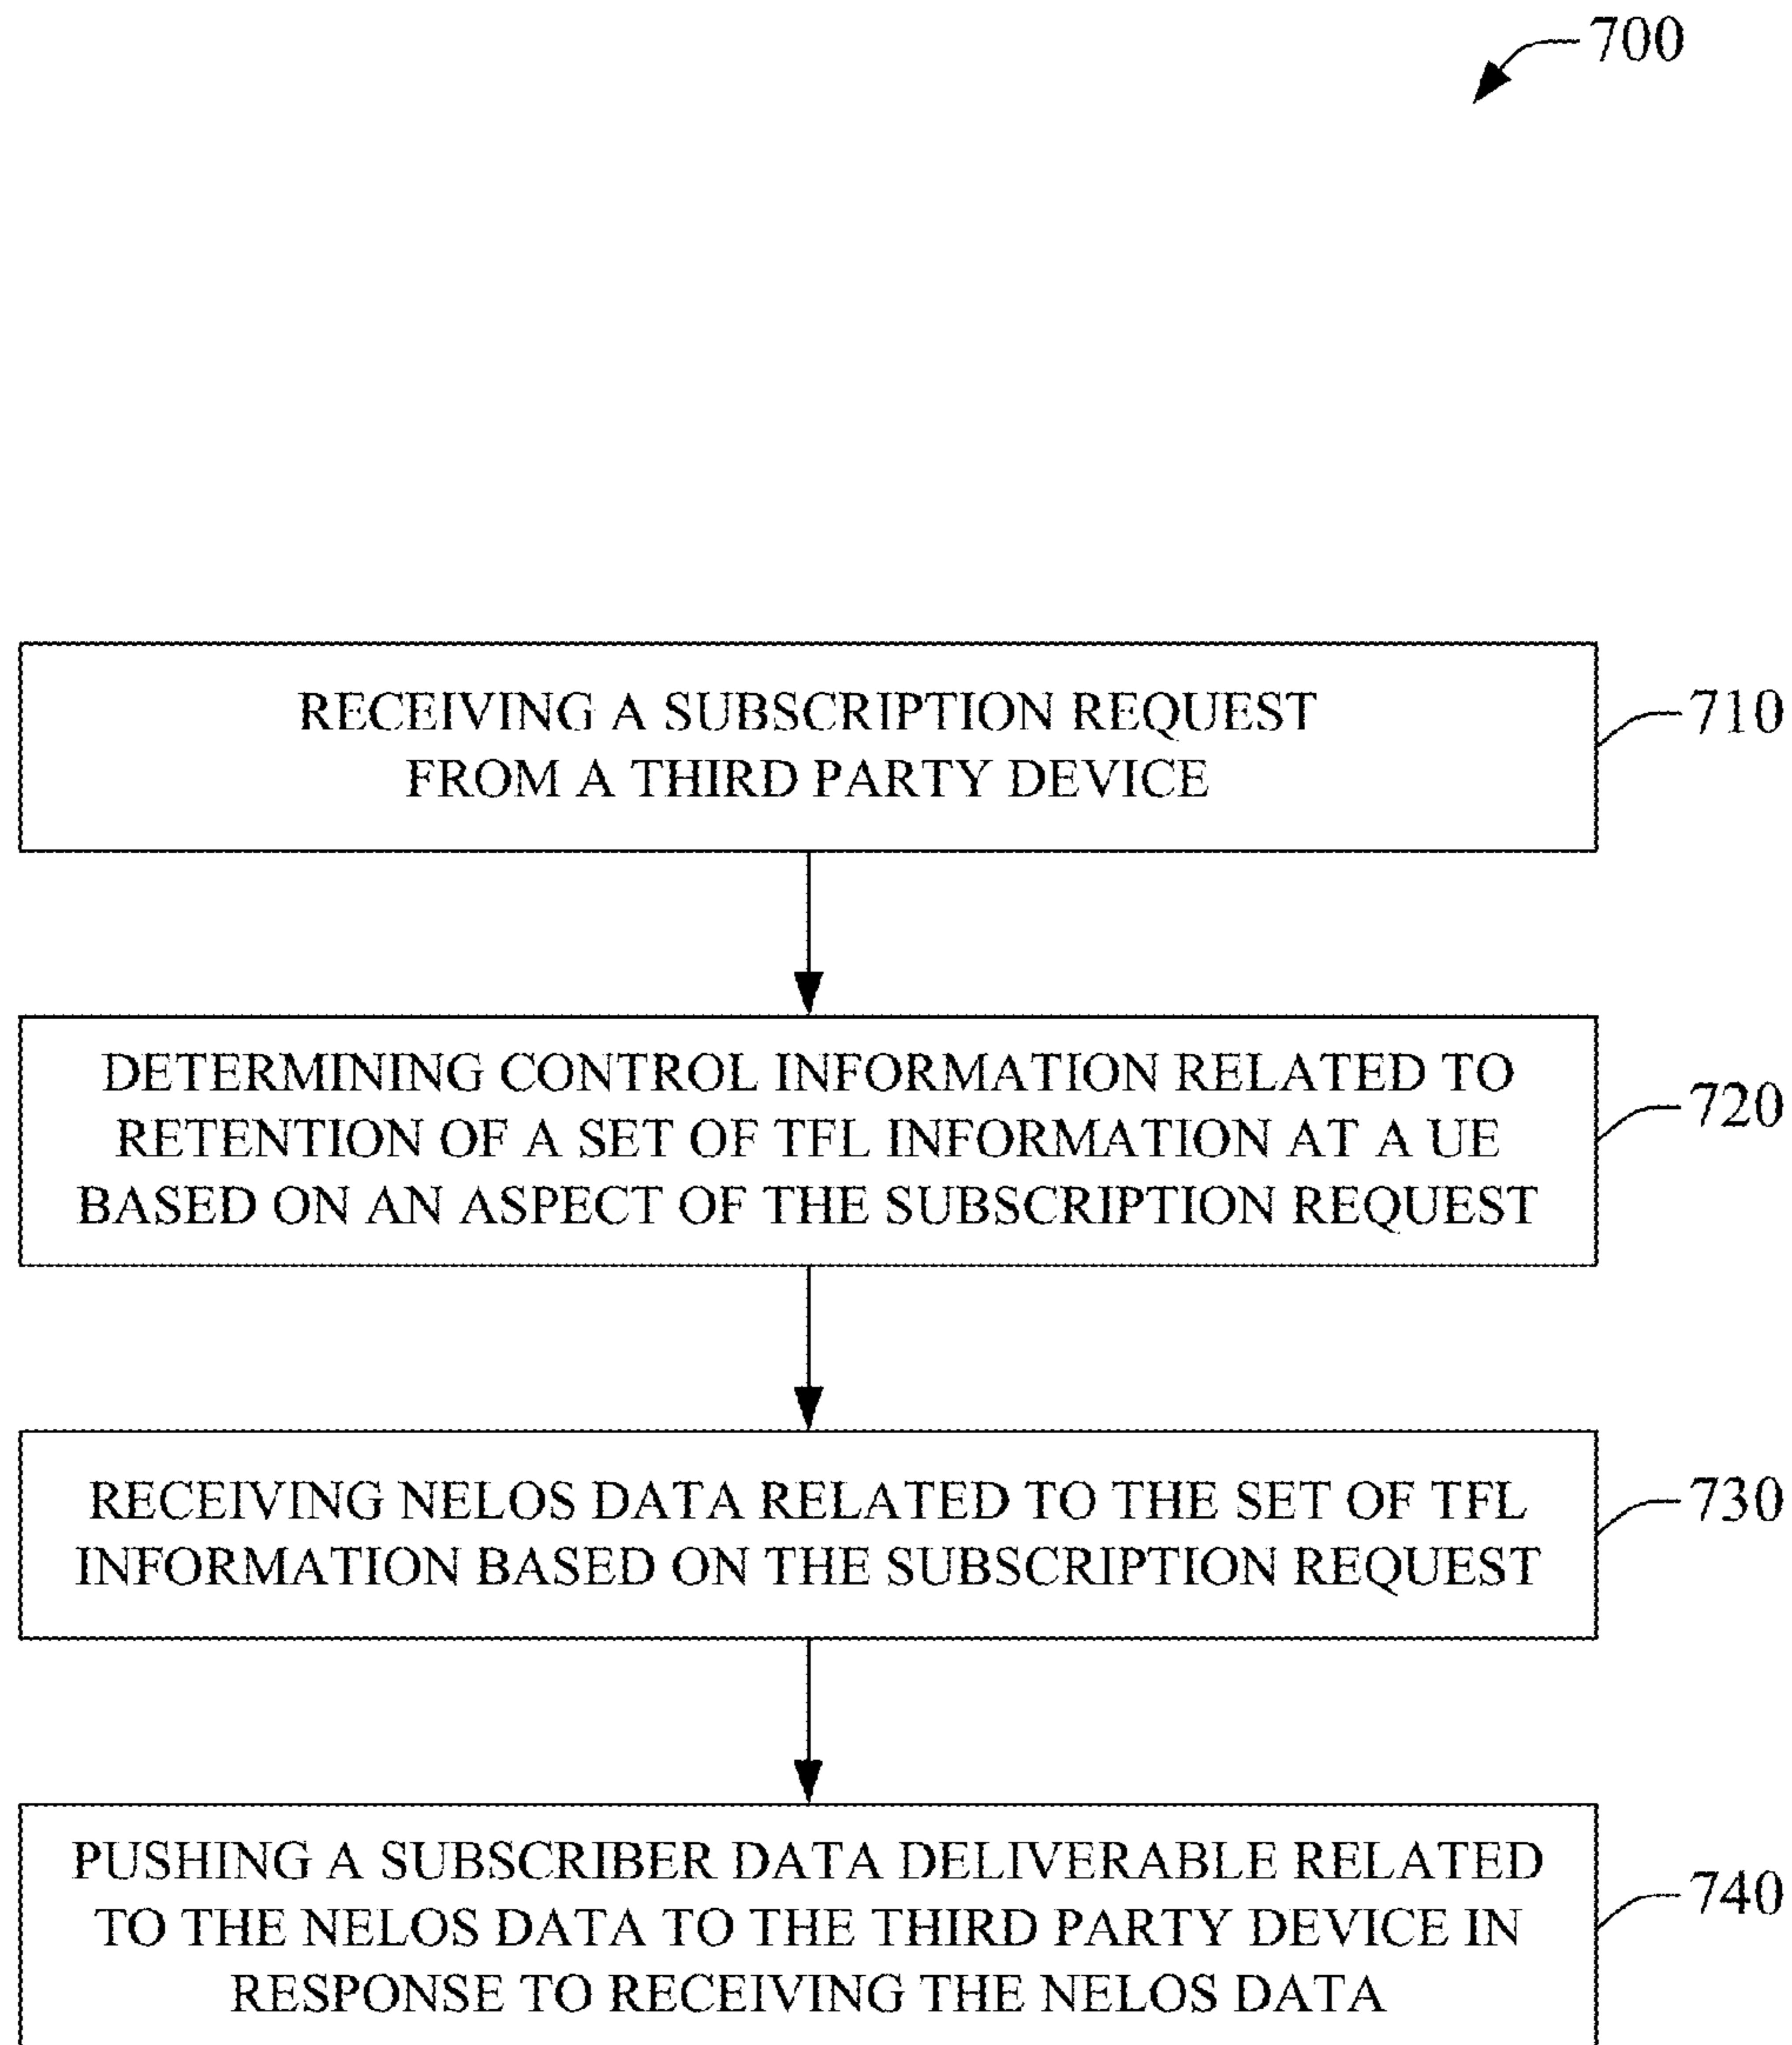 700
RECEIVING A SUBSCRIPTION REQUEST
FROM A THIRD PARTY DEVICE
710
DETERMINING CONTROL INFORMATION RELATED TO
RETENTION OF A SET OF TFL INFORMATION AT A UE
BASED ON AN ASPECT OF THE SUBSCRIPTION REQUEST
720
RECEIVING NELOS DATA RELATED TO THE SET OF TFL
INFORMATION BASED ON THE SUBSCRIPTION REQUEST
730
PUSHING A SUBSCRIBER DATA DELIVERABLE RELATED
TO THE NELOS DATA TO THE THIRD PARTY DEVICE IN
RESPONSE TO RECEIVING THE NELOS DATA
740